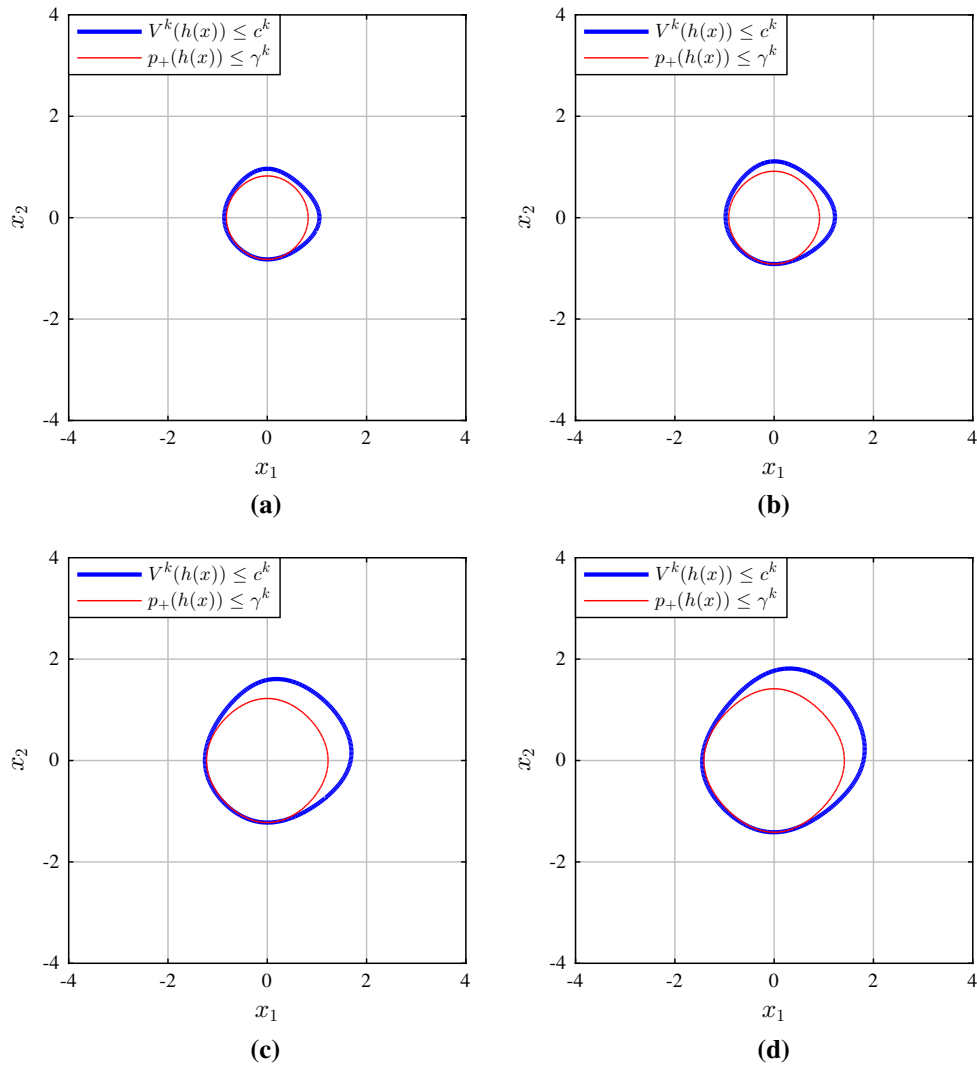 4
V^k(h(x)) ≤ c^k
p_+(h(x)) ≤ γ^k
2
x_2
0
-2
-4
-4 -2 0 2 4
x_1
(a)
4
V^k(h(x)) ≤ c^k
p_+(h(x)) ≤ γ^k
2
x_2
0
-2
-4
-4 -2 0 2 4
x_1
(b)
4
V^k(h(x)) ≤ c^k
p_+(h(x)) ≤ γ^k
2
x_2
0
-2
-4
-4 -2 0 2 4
x_1
(c)
4
V^k(h(x)) ≤ c^k
p_+(h(x)) ≤ γ^k
2
x_2
0
-2
-4
-4 -2 0 2 4
x_1
(d)